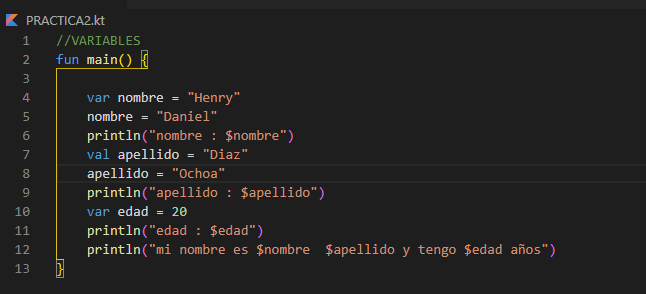 PRACTICA2.kt
1 //VARIABLES
2 fun main() {
3
4 var nombre = "Henry"
5 nombre = "Daniel"
6 println("nombre : $nombre")
7 val apellido = "Diaz"
8 apellido = "Ochoa"
9 println("apellido : $apellido")
10 var edad = 20
11 println("edad : $edad")
12 println("mi nombre es $nombre  $apellido y tengo $edad años")
13 }